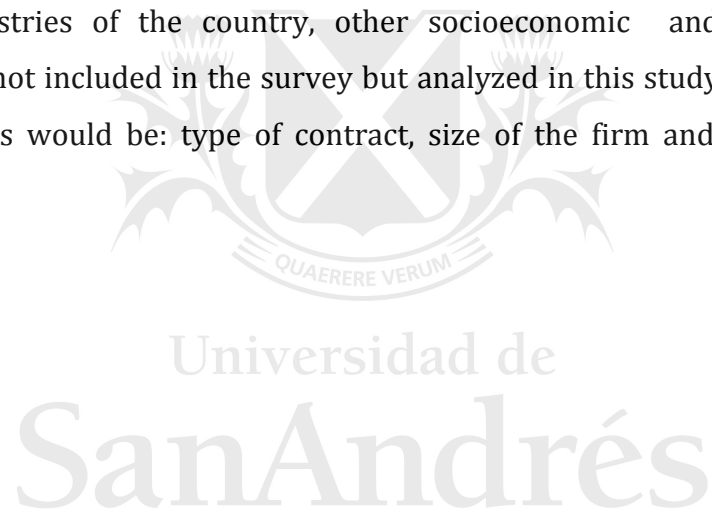 stries of the country, other socioeconomic and
not included in the survey but analyzed in this study
s would be: type of contract, size of the firm and
QUAERERE VERUM
Universidad de
SanAndrés